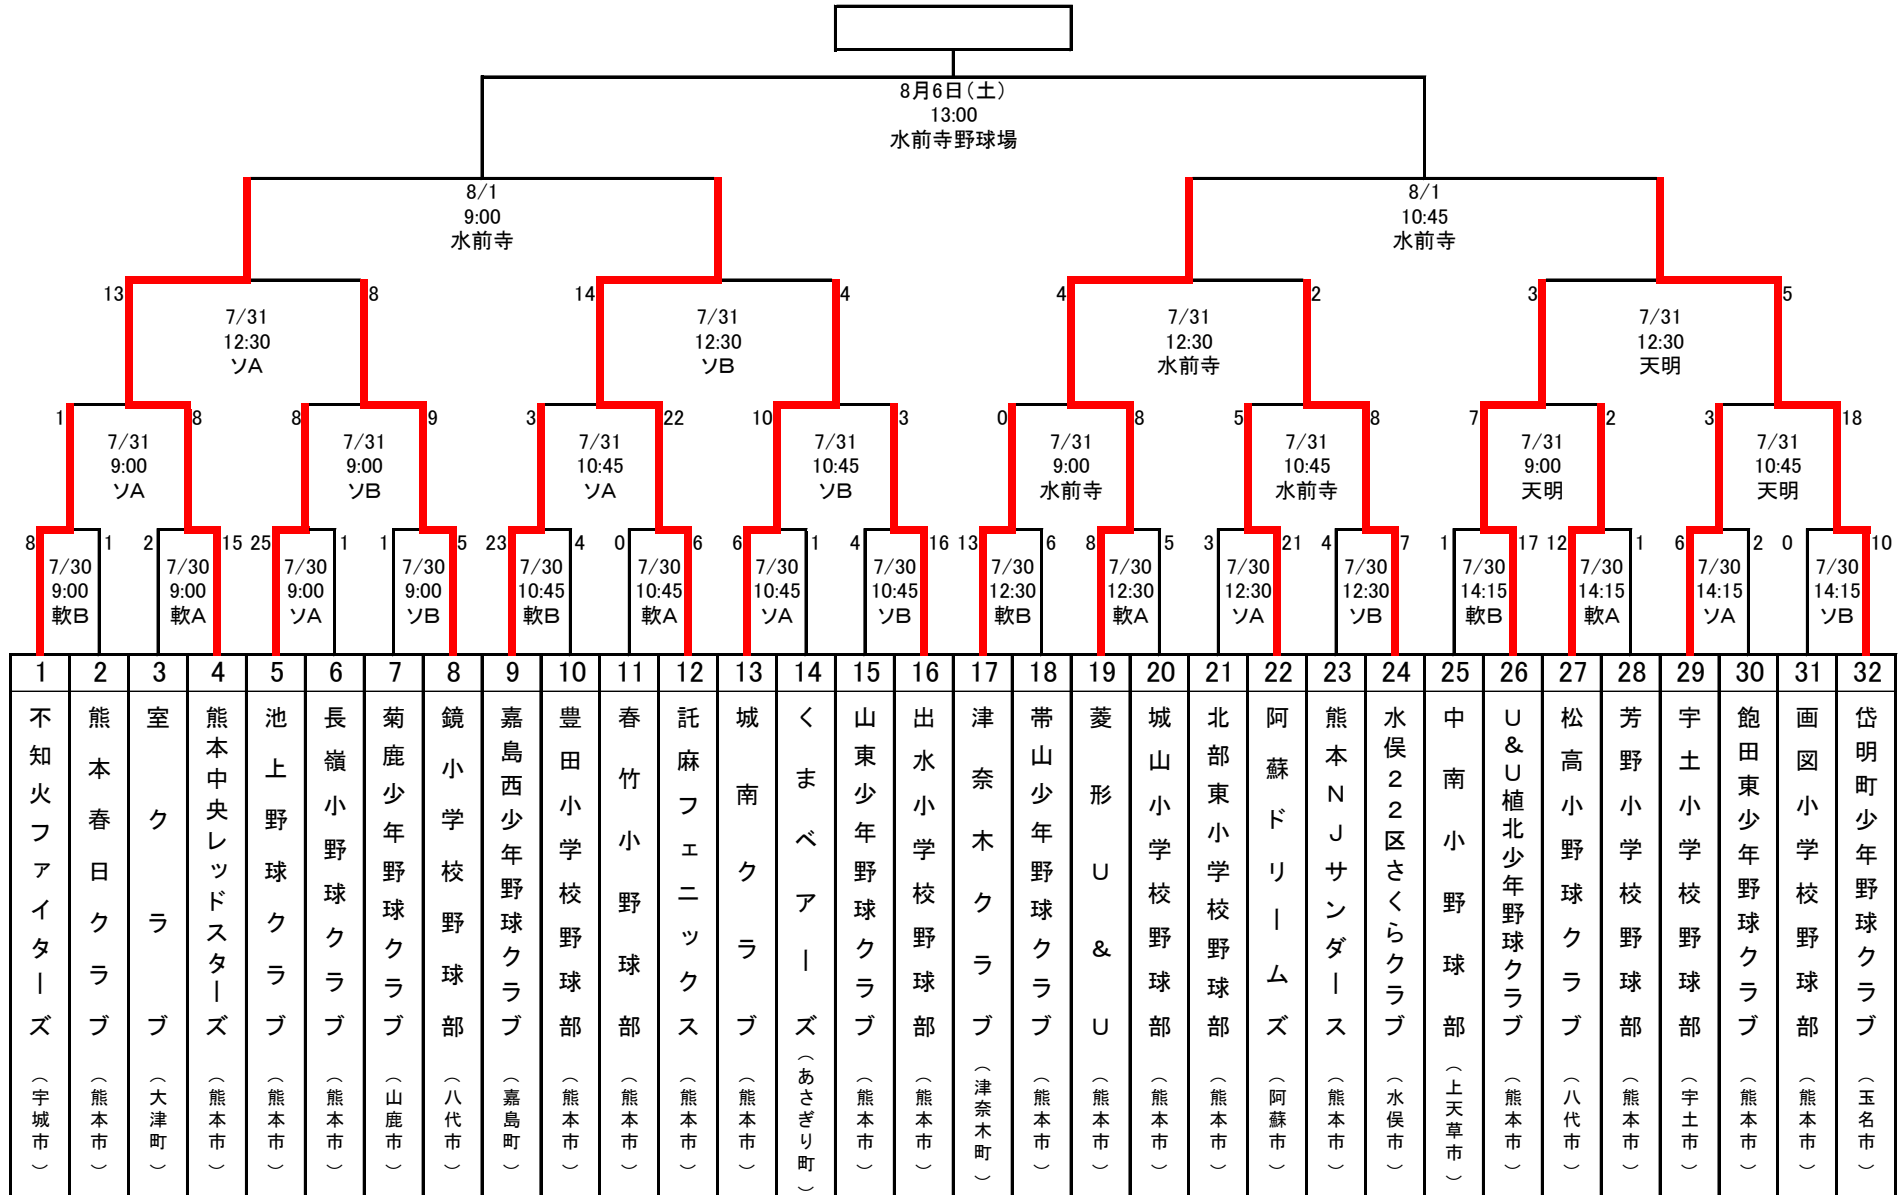 8月6日(土)
13:00
水前寺野球場
8/1
9:00
水前寺
8/1
10:45
水前寺
13 8 14 4 4 2 3 5
7/31 7/31 7/31 7/31
12:30 12:30 12:30 12:30
ソA ソB 水前寺 天明
1 8 8 9 3 22 10 3 0 8 5 8 7 2 3 18
7/31 7/31 7/31 7/31 7/31 7/31 7/31 7/31
9:00 9:00 10:45 10:45 9:00 10:45 9:00 10:45
ソA ソB ソA ソB 水前寺 水前寺 天明 天明
8 1 2 15 25 1 1 5 23 4 0 6 6 1 4 16 13 6 8 5 3 21 4 7 1 17 12 1 6 2 0 10
7/30 7/30 7/30 7/30 7/30 7/30 7/30 7/30 7/30 7/30 7/30 7/30 7/30 7/30 7/30 7/30
9:00 9:00 9:00 9:00 10:45 10:45 10:45 10:45 12:30 12:30 12:30 12:30 14:15 14:15 14:15 14:15
軟B 軟A ソA ソB 軟B 軟A ソA ソB 軟B 軟A ソA ソB 軟B 軟A ソA ソB
1 2 3 4 5 6 7 8 9 10 11 12 13 14 15 16 17 18 19 20 21 22 23 24 25 26 27 28 29 30 31 32
不知火ファイターズ(宇城市)
熊本春日クラブ(熊本市)
室クラブ(大津町)
熊本中央レッドスターズ(熊本市)
池上野球クラブ(熊本市)
長嶺小野球クラブ(熊本市)
菊鹿少年野球クラブ(山鹿市)
鏡小学校野球部(八代市)
嘉島西少年野球クラブ(嘉島町)
豊田小学校野球部(熊本市)
春竹小野球部(熊本市)
託麻フェニックス(熊本市)
城南クラブ(熊本市)
くまベアーズ(あさぎり町)
山東少年野球クラブ(熊本市)
出水小学校野球部(熊本市)
津奈木クラブ(津奈木町)
帯山少年野球クラブ(熊本市)
菱形U&U(熊本市)
城山小学校野球部(熊本市)
北部東小学校野球部(熊本市)
阿蘇ドリームズ(阿蘇市)
熊本NJサンダース(熊本市)
水俣22区さくらクラブ(水俣市)
中南小野球部(上天草市)
U&U植北少年野球クラブ(熊本市)
松高小野球クラブ(八代市)
芳野小学校野球部(熊本市)
宇土小学校野球部(宇土市)
飽田東少年野球クラブ(熊本市)
画図小学校野球部(熊本市)
岱明町少年野球クラブ(玉名市)